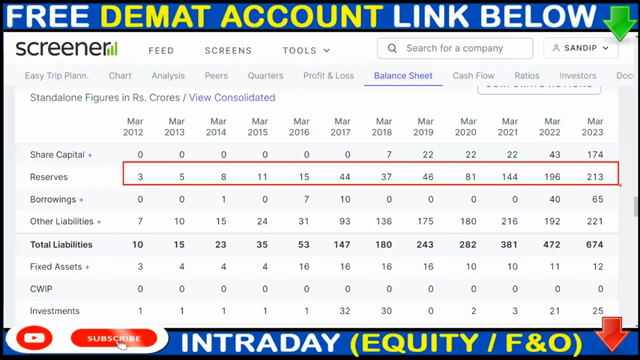 FREE DEMAT ACCOUNT LINK BELOW
screener FEED SCREENS TOOLS Search for a company SANDIP
Easy Trip Plann. Chart Analysis Peers Quarters Profit & Loss Balance Sheet Cash Flow Ratios Investors Doc
Standalone Figures in Rs. Crores / View Consolidated
Mar 2012 Mar 2013 Mar 2014 Mar 2015 Mar 2016 Mar 2017 Mar 2018 Mar 2019 Mar 2020 Mar 2021 Mar 2022 Mar 2023
Share Capital + 0 0 0 0 0 0 7 22 22 22 43 174
Reserves 3 5 8 11 15 44 37 46 81 144 196 213
Borrowings + 0 0 1 0 7 10 0 0 0 0 40 65
Other Liabilities + 7 10 15 24 31 93 136 175 180 216 192 221
Total Liabilities 10 15 23 35 53 147 180 243 282 381 472 674
Fixed Assets + 3 4 4 4 16 16 16 16 10 10 11 12
CWIP 0 0 0 0 0 0 0 0 0 0 0 0
Investments 1 1 1 1 1 32 30 0 2 3 21 25
SUBSCRIBE INTRADAY (EQUITY / F&O)